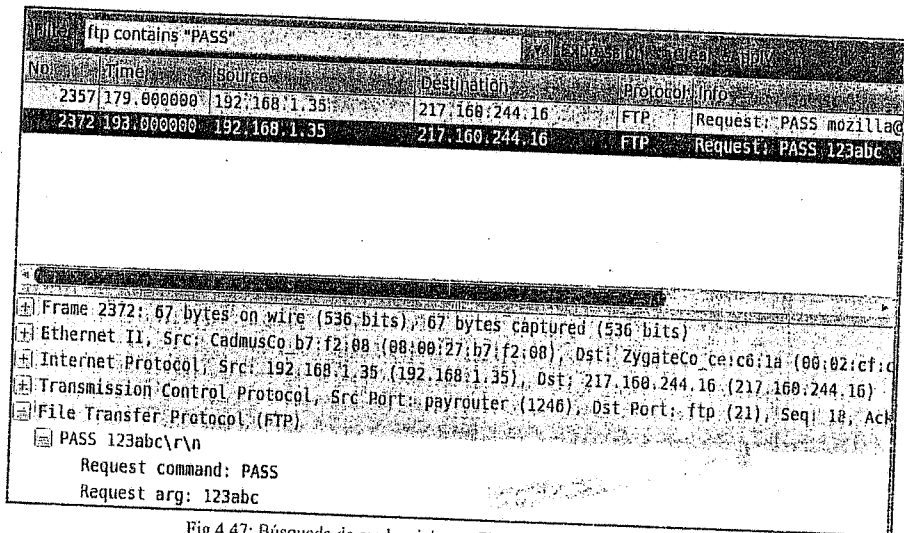 Filter: ftp contains "PASS"
No. Time Source Destination Protocol Info
2357 179.000000 192.168.1.35 217.160.244.16 FTP Request: PASS mozilla@
2372 193.000000 192.168.1.35 217.160.244.16 FTP Request: PASS 123abc
Frame 2372: 67 bytes on wire (536 bits), 67 bytes captured (536 bits)
Ethernet II, Src: CadmusCo_b7:f2:08 (08:00:27:b7:f2:08), Dst: ZygateCo_ce:c6:1a (00:02:cf:c
Internet Protocol, Src: 192.168.1.35 (192.168.1.35), Dst: 217.160.244.16 (217.160.244.16)
Transmission Control Protocol, Src Port: payrouter (1246), Dst Port: ftp (21), Seq: 18, Ack
File Transfer Protocol (FTP)
PASS 123abc\r\n
Request command: PASS
Request arg: 123abc
Fig 4.47: Búsqueda de